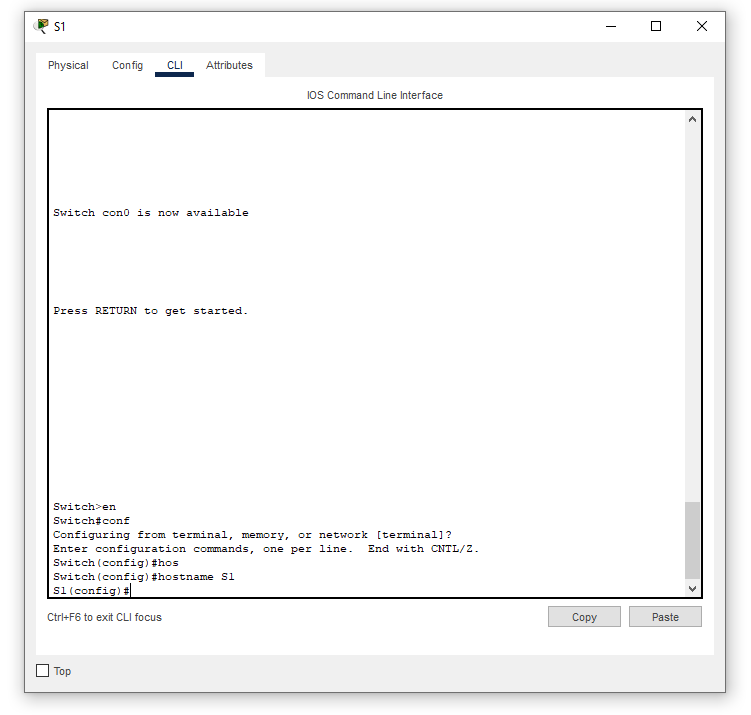 S1
Physical Config CLI Attributes
IOS Command Line Interface
Switch con0 is now available
Press RETURN to get started.
Switch>en
Switch#conf
Configuring from terminal, memory, or network [terminal]?
Enter configuration commands, one per line.  End with CNTL/Z.
Switch(config)#hos
Switch(config)#hostname S1
S1(config)#
Ctrl+F6 to exit CLI focus
Copy Paste
Top